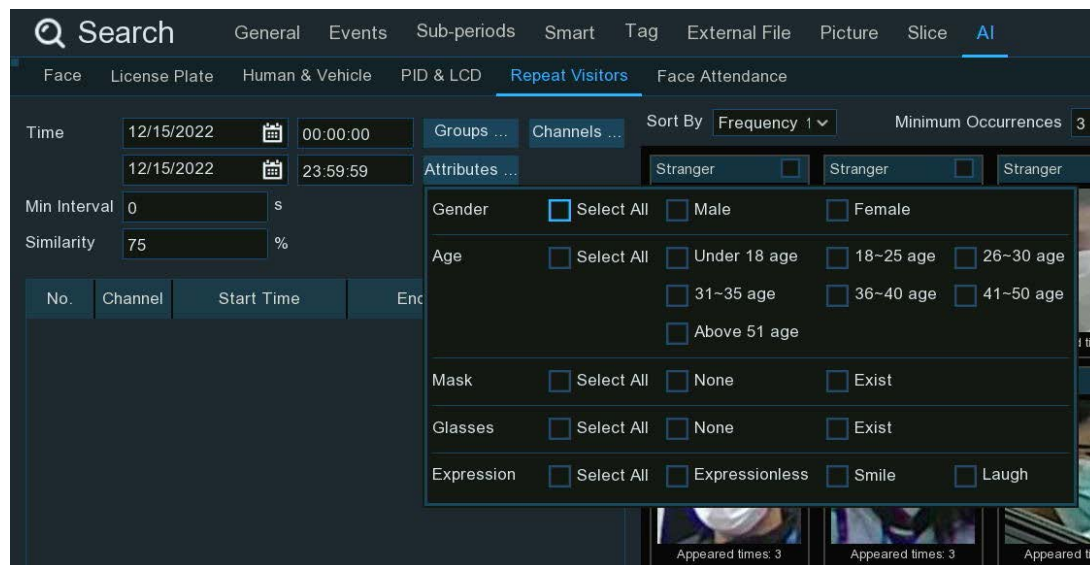 Search General Events Sub-periods Smart Tag External File Picture Slice AI
Face License Plate Human & Vehicle PID & LCD Repeat Visitors Face Attendance
Time 12/15/2022 00:00:00 Groups ... Channels ... Sort By Frequency Minimum Occurrences 3
12/15/2022 23:59:59 Attributes ... Stranger Stranger Stranger
Min Interval 0 s Gender Select All Male Female
Similarity 75 % Age Select All Under 18 age 18~25 age 26~30 age
No. Channel Start Time 31~35 age 36~40 age 41~50 age
Above 51 age
Mask Select All None Exist
Glasses Select All None Exist
Expression Select All Expressionless Smile Laugh
Appeared times: 3 Appeared times: 3 Appeared